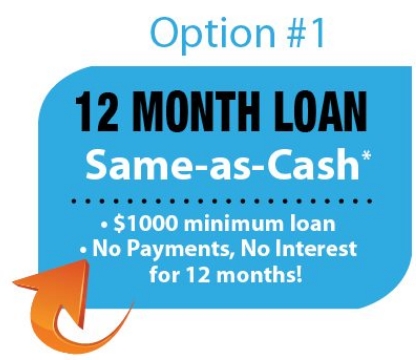 Option #1
12 MONTH LOAN
Same-as-Cash*
• $1000 minimum loan
• No Payments, No Interest
for 12 months!